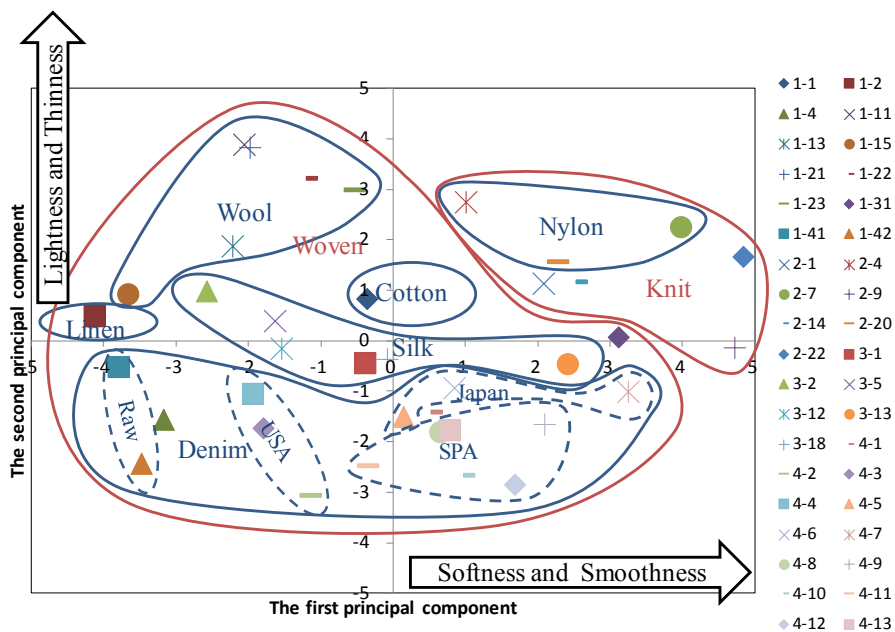 Lightness and Thinness
The second principal component
5
4
3
2
1
0
-1
-2
-3
-4
-5
-5
-4
-3
-2
-1
0
1
2
3
4
5
Wool
Woven
Nylon
Knit
Cotton
Linen
Silk
Japan
Raw
Denim
USA
SPA
Softness and Smoothness
The first principal component
1-1 1-2
1-4 1-11
1-13 1-15
1-21 1-22
1-23 1-31
1-41 1-42
2-1 2-4
2-7 2-9
2-14 2-20
2-22 3-1
3-2 3-5
3-12 3-13
3-18 4-1
4-2 4-3
4-4 4-5
4-6 4-7
4-8 4-9
4-10 4-11
4-12 4-13